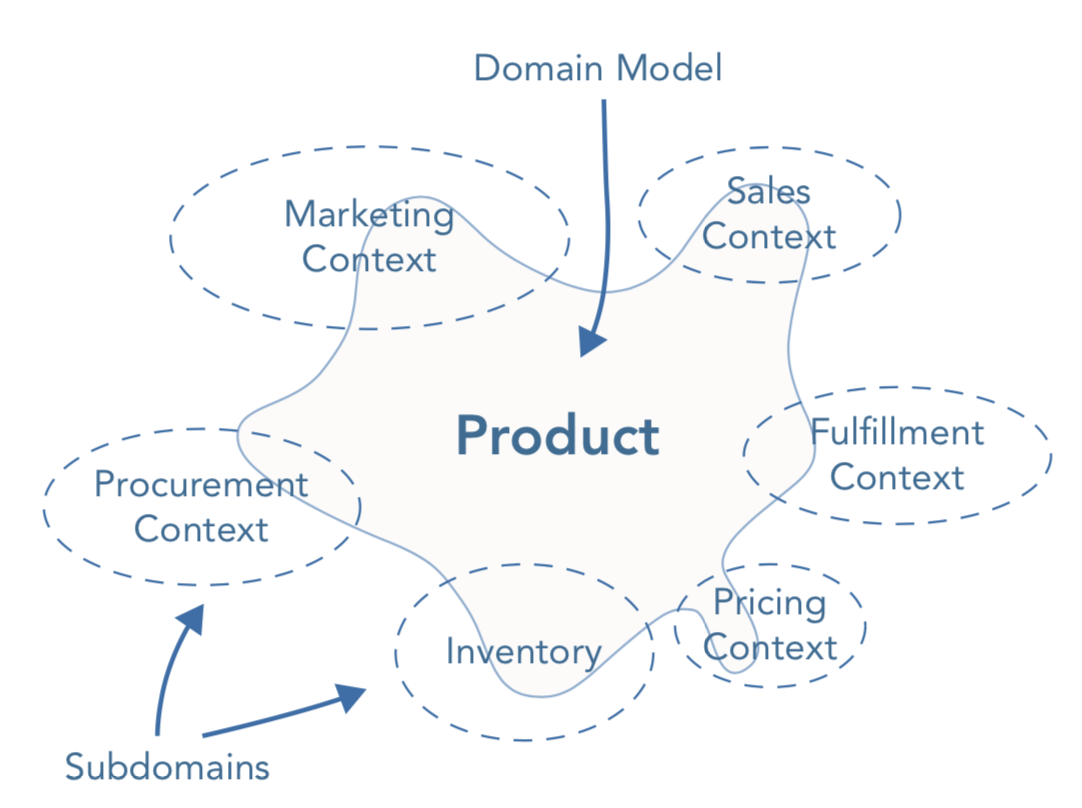 Domain Model
Marketing
Context
Sales
Context
Product
Fulfillment
Context
Procurement
Context
Inventory
Pricing
Context
Subdomains